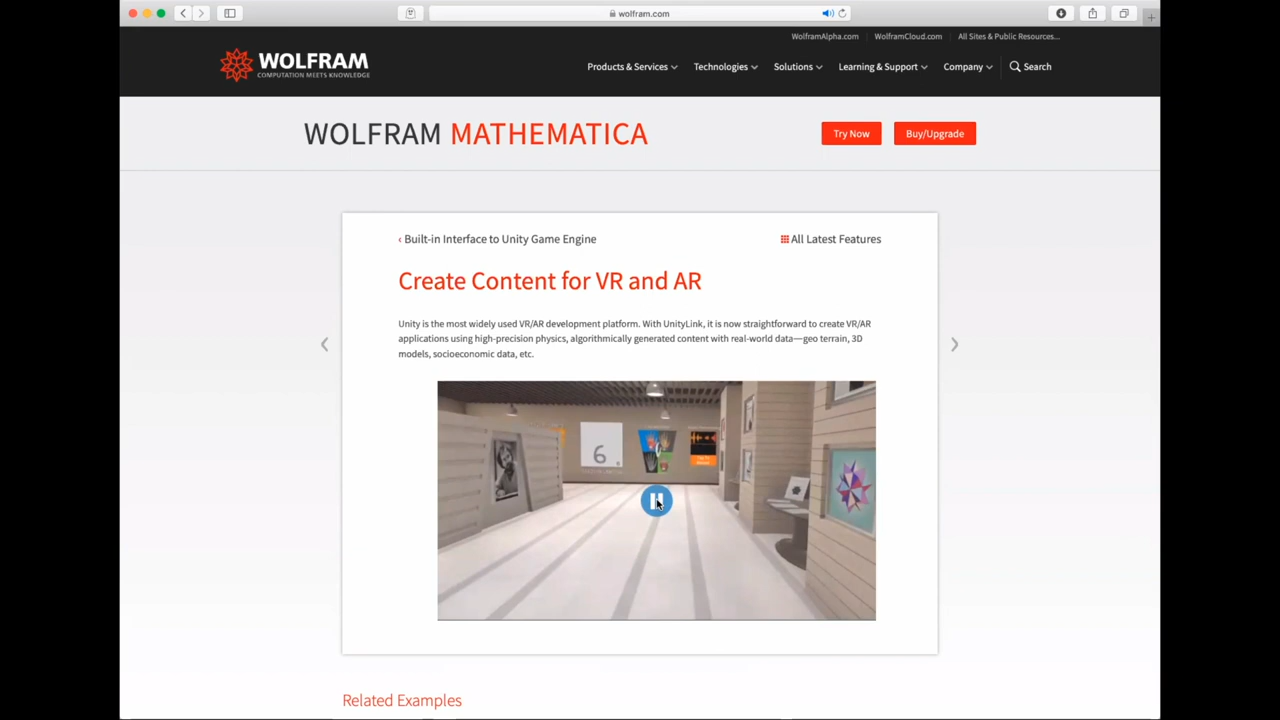 wolfram.com
WolframAlpha.com
WolframCloud.com
All Sites & Public Resources...
WOLFRAM
COMPUTATION MEETS KNOWLEDGE
Products & Services
Technologies
Solutions
Learning & Support
Company
Search
WOLFRAM MATHEMATICA
Try Now
Buy/Upgrade
‹ Built-in Interface to Unity Game Engine
All Latest Features
Create Content for VR and AR
Unity is the most widely used VR/AR development platform. With UnityLink, it is now straightforward to create VR/AR
applications using high-precision physics, algorithmically generated content with real-world data—geo terrain, 3D
models, socioeconomic data, etc.
6
Related Examples